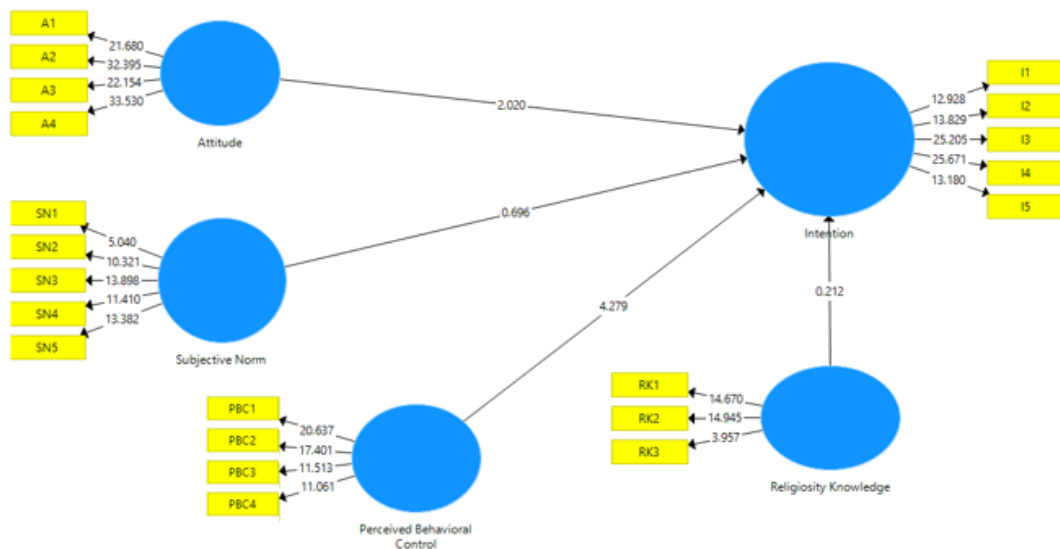 A1
A2
A3
A4
21.680
32.395
22.154
33.530
Attitude
2.020
I1
I2
I3
I4
I5
12.928
13.829
25.205
25.671
13.180
Intention
SN1
SN2
SN3
SN4
SN5
5.040
10.321
13.898
11.410
13.382
Subjective Norm
0.696
4.279
0.212
PBC1
PBC2
PBC3
PBC4
20.637
17.401
11.513
11.061
Perceived Behavioral
Control
RK1
RK2
RK3
14.670
14.945
3.957
Religiosity Knowledge